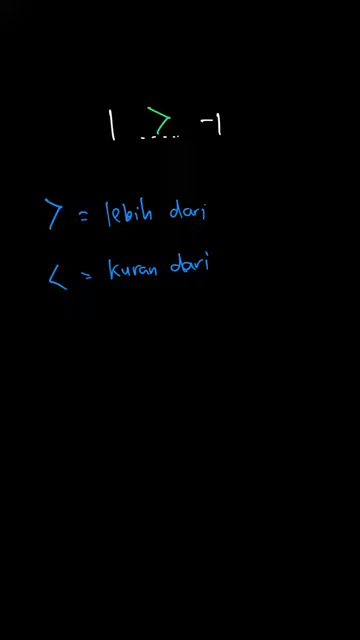 1 > -1
> = lebih dari
< = kuran dari